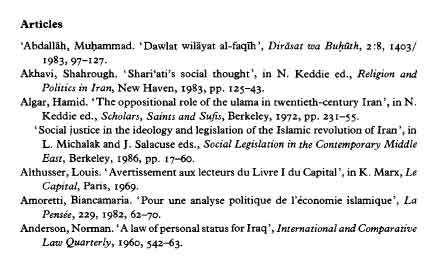 Articles
'Abdallāh, Muḥammad. 'Dawlat wilāyat al-faqīh', Dirāsat wa Buḥūth, 2:8, 1403/
1983, 97–127.
Akhavi, Shahrough. 'Shari'ati's social thought', in N. Keddie ed., Religion and
Politics in Iran, New Haven, 1983, pp. 125–43.
Algar, Hamid. 'The oppositional role of the ulama in twentieth-century Iran', in N.
Keddie ed., Scholars, Saints and Sufis, Berkeley, 1972, pp. 231–55.
'Social justice in the ideology and legislation of the Islamic revolution of Iran', in
L. Michalak and J. Salacuse eds., Social Legislation in the Contemporary Middle
East, Berkeley, 1986, pp. 17–60.
Althusser, Louis. 'Avertissement aux lecteurs du Livre I du Capital', in K. Marx, Le
Capital, Paris, 1969.
Amoretti, Biancamaria. 'Pour une analyse politique de l'économie islamique', La
Pensée, 229, 1982, 62–70.
Anderson, Norman. 'A law of personal status for Iraq', International and Comparative
Law Quarterly, 1960, 542–63.